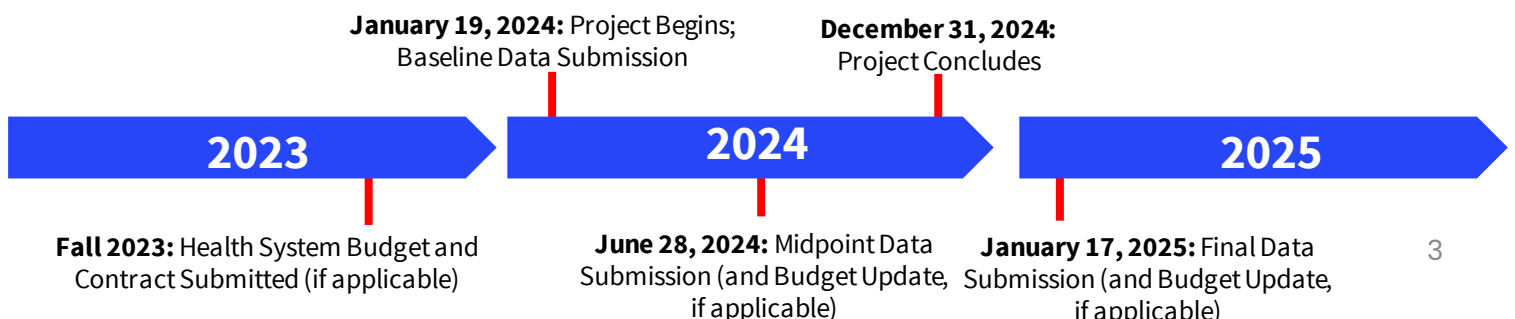 January 19, 2024: Project Begins;
Baseline Data Submission
December 31, 2024:
Project Concludes
2023
2024
2025
Fall 2023: Health System Budget and
Contract Submitted (if applicable)
June 28, 2024: Midpoint Data
Submission (and Budget Update,
if applicable)
January 17, 2025: Final Data
Submission (and Budget Update,
if applicable)
3